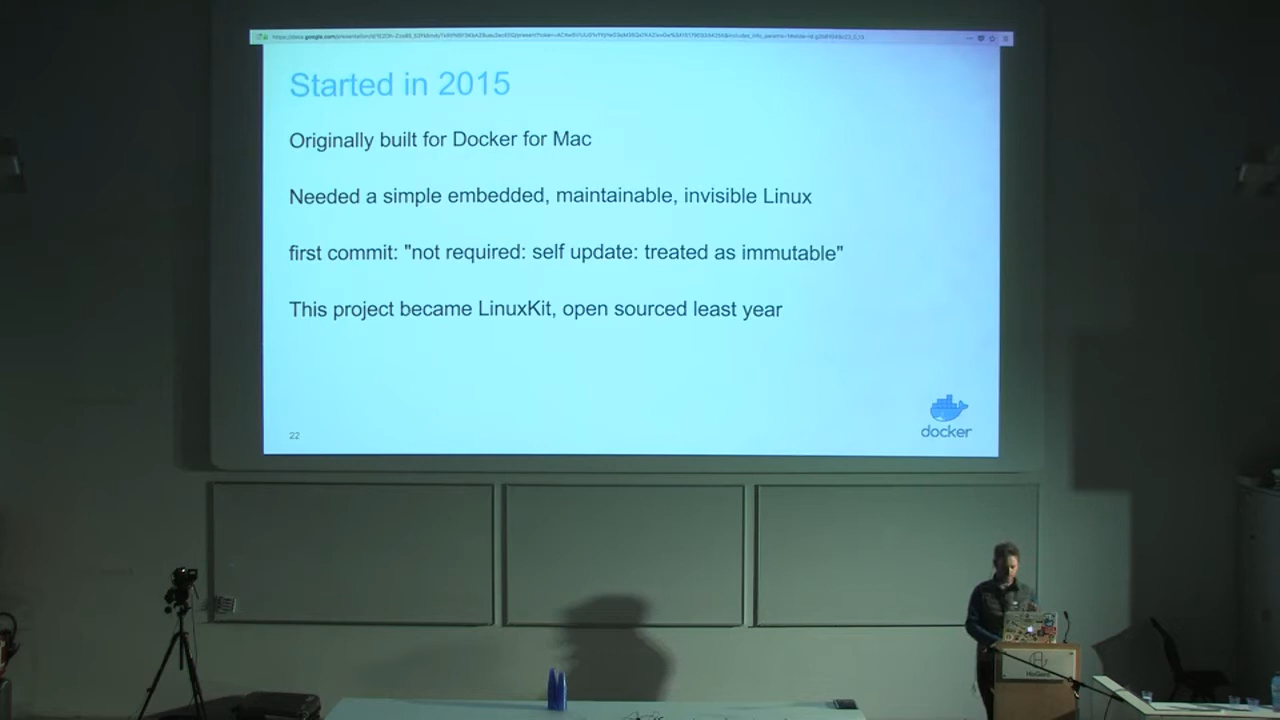 Started in 2015
Originally built for Docker for Mac
Needed a simple embedded, maintainable, invisible Linux
first commit: "not required: self update: treated as immutable"
This project became LinuxKit, open sourced least year
22
docker